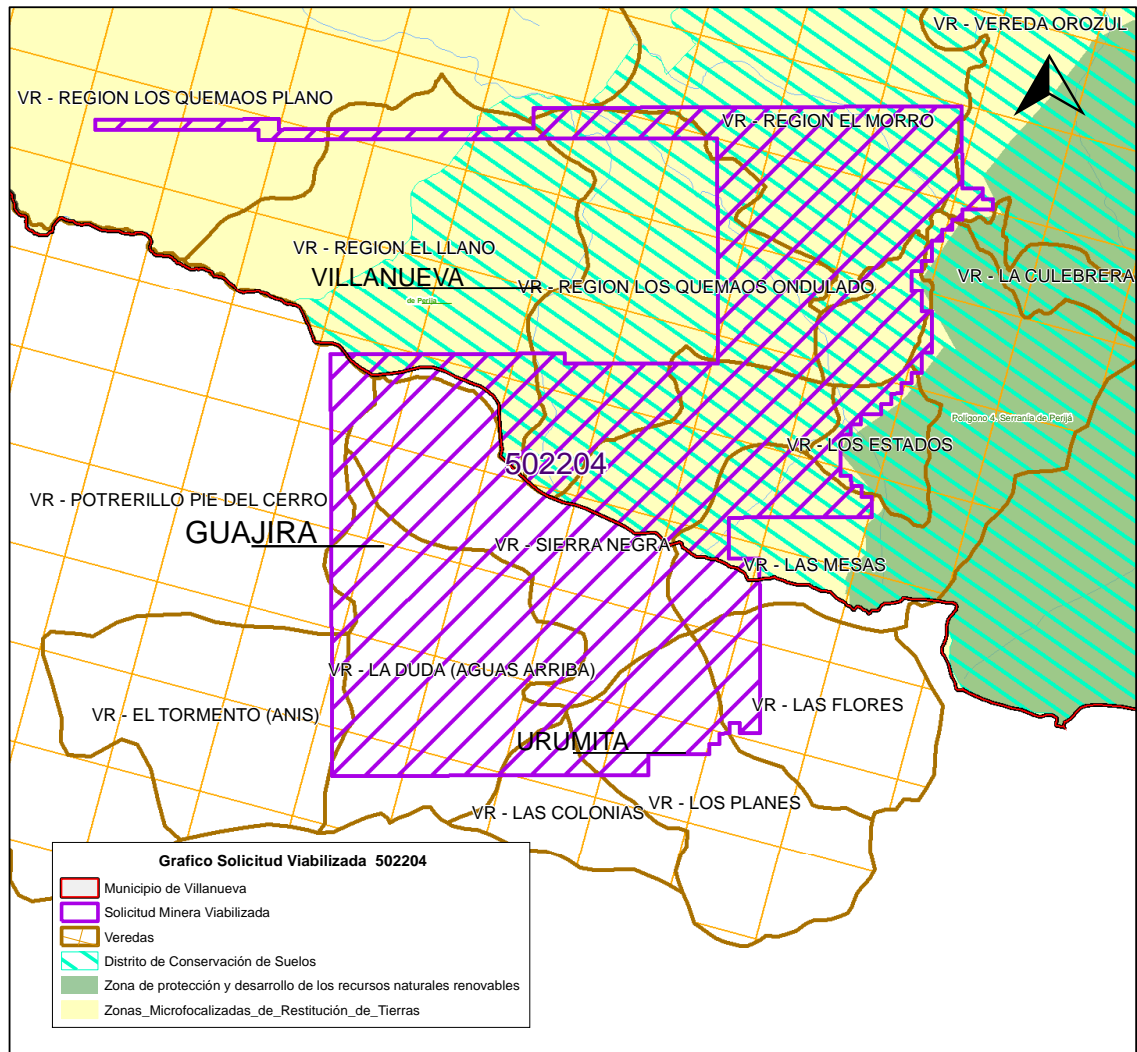 VR - VEREDA OROZUL
VR - REGION LOS QUEMAOS PLANO
VR - REGION EL MORRO
VR - REGION EL LLANO
VR - LA CULEBRERA
VILLANUEVA
VR - REGION LOS QUEMAOS ONDULADO
de Perijá
Polígono 4. Serranía de Perijá
VR - LOS ESTADOS
502204
VR - POTRERILLO PIE DEL CERRO
GUAJIRA
VR - SIERRA NEGRA
VR - LAS MESAS
VR - LA DUDA (AGUAS ARRIBA)
VR - LAS FLORES
VR - EL TORMENTO (ANIS)
URUMITA
VR - LOS PLANES
VR - LAS COLONIAS
Grafico Solicitud Viabilizada 502204
Municipio de Villanueva
Solicitud Minera Viabilizada
Veredas
Distrito de Conservación de Suelos
Zona de protección y desarrollo de los recursos naturales renovables
Zonas_Microfocalizadas_de_Restitución_de_Tierras